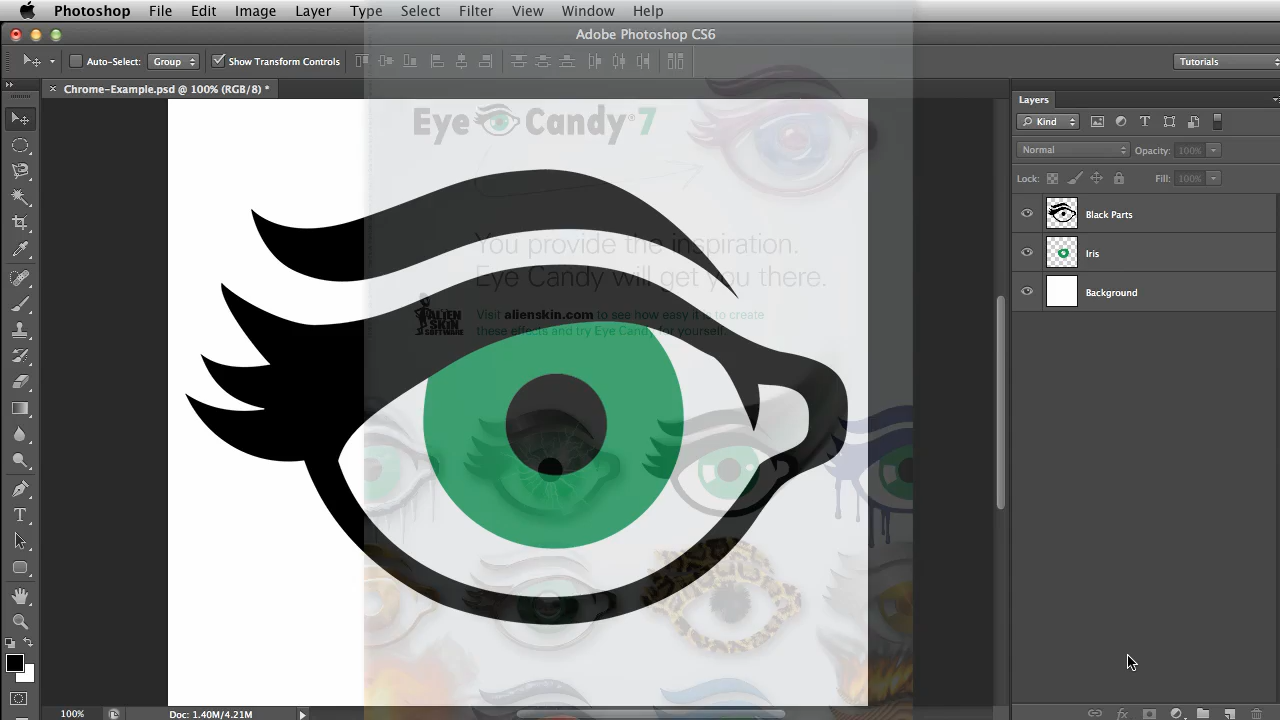 Photoshop File Edit Image Layer Type Select Filter View Window Help
Adobe Photoshop CS6
Auto-Select: Group Show Transform Controls Tutorials
× Chrome-Example.psd @ 100% (RGB/8) *
Layers
Kind
Normal Opacity: 100%
Lock: Fill: 100%
Black Parts
Iris
Background
Eye Candy® 7
You provide the inspiration.
Eye Candy will get you there.
ALIEN
SKIN
SOFTWARE
Visit alienskin.com to see how easy it is to create
these effects and try Eye Candy for yourself.
100% Doc: 1.40M/4.21M